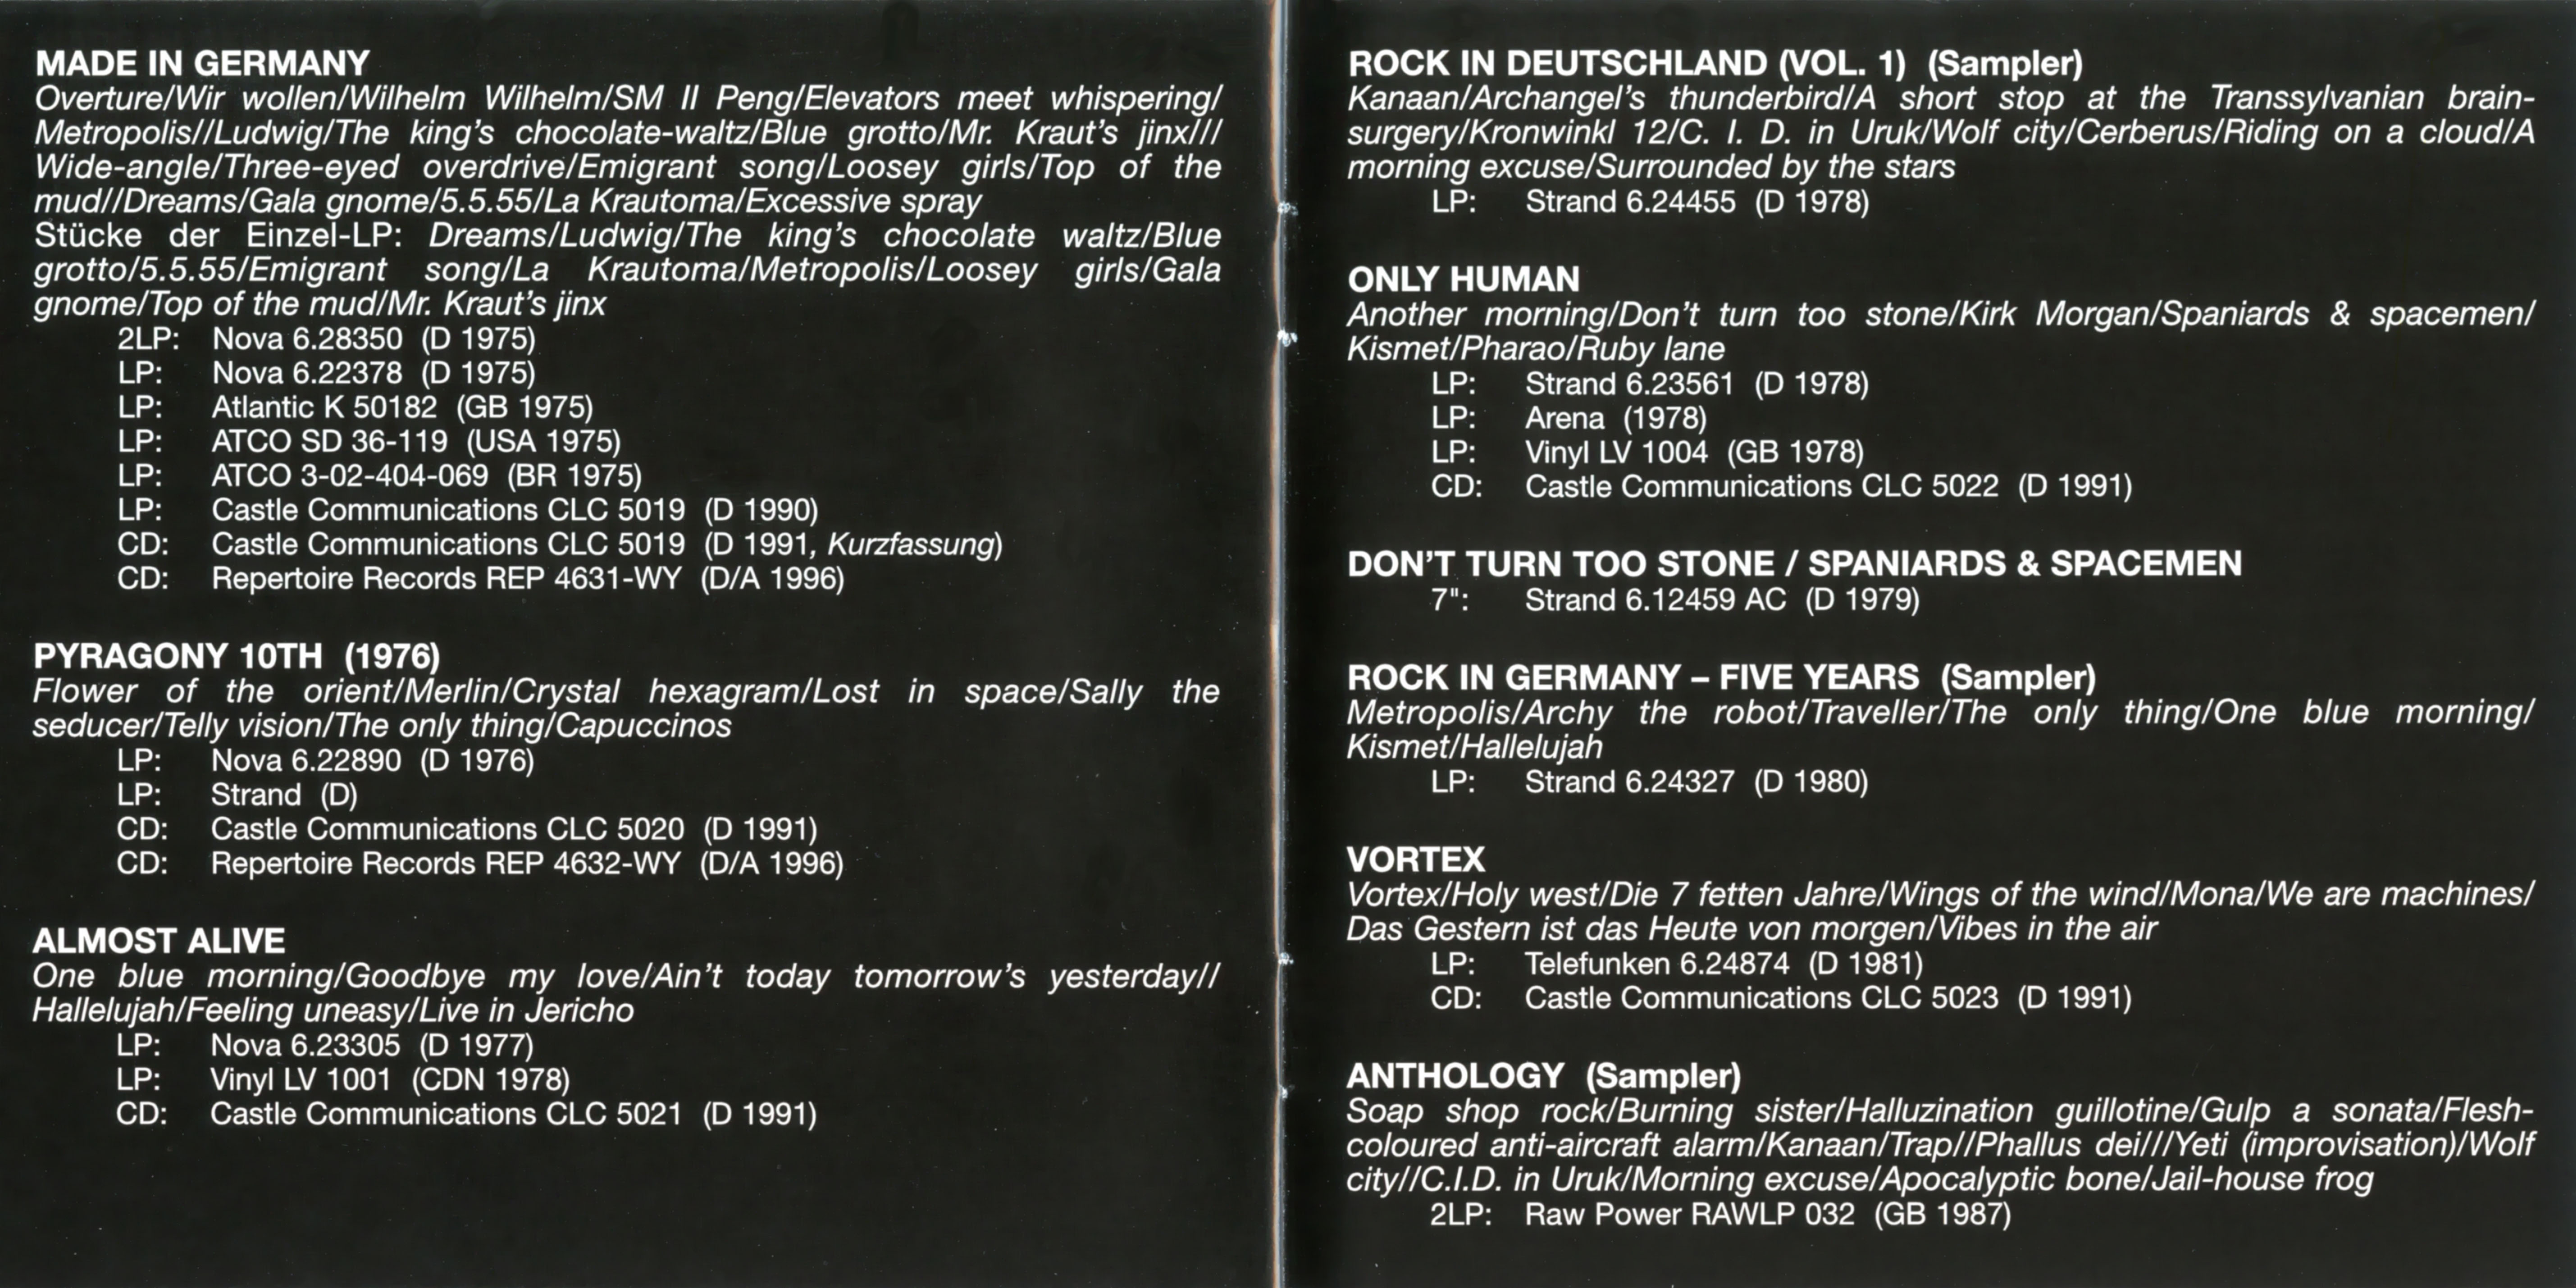 MADE IN GERMANY
Overture/Wir wollen/Wilhelm Wilhelm/SM II Peng/Elevators meet whispering/
Metropolis//Ludwig/The king's chocolate-waltz/Blue grotto/Mr. Kraut's jinx///
Wide-angle/Three-eyed overdrive/Emigrant song/Loosey girls/Top of the
mud//Dreams/Gala gnome/5.5.55/La Krautoma/Excessive spray
Stücke der Einzel-LP: Dreams/Ludwig/The king's chocolate waltz/Blue
grotto/5.5.55/Emigrant song/La Krautoma/Metropolis/Loosey girls/Gala
gnome/Top of the mud/Mr. Kraut's jinx
2LP: Nova 6.28350 (D 1975)
LP: Nova 6.22378 (D 1975)
LP: Atlantic K 50182 (GB 1975)
LP: ATCO SD 36-119 (USA 1975)
LP: ATCO 3-02-404-069 (BR 1975)
LP: Castle Communications CLC 5019 (D 1990)
CD: Castle Communications CLC 5019 (D 1991, Kurzfassung)
CD: Repertoire Records REP 4631-WY (D/A 1996)
PYRAGONY 10TH (1976)
Flower of the orient/Merlin/Crystal hexagram/Lost in space/Sally the
seducer/Telly vision/The only thing/Capuccinos
LP: Nova 6.22890 (D 1976)
LP: Strand (D)
CD: Castle Communications CLC 5020 (D 1991)
CD: Repertoire Records REP 4632-WY (D/A 1996)
ALMOST ALIVE
One blue morning/Goodbye my love/Ain't today tomorrow's yesterday//
Hallelujah/Feeling uneasy/Live in Jericho
LP: Nova 6.23305 (D 1977)
LP: Vinyl LV 1001 (CDN 1978)
CD: Castle Communications CLC 5021 (D 1991)
ROCK IN DEUTSCHLAND (VOL. 1) (Sampler)
Kanaan/Archangel's thunderbird/A short stop at the Transsylvanian brain-
surgery/Kronwinkl 12/C. I. D. in Uruk/Wolf city/Cerberus/Riding on a cloud/A
morning excuse/Surrounded by the stars
LP: Strand 6.24455 (D 1978)
ONLY HUMAN
Another morning/Don't turn too stone/Kirk Morgan/Spaniards & spacemen/
Kismet/Pharao/Ruby lane
LP: Strand 6.23561 (D 1978)
LP: Arena (1978)
LP: Vinyl LV 1004 (GB 1978)
CD: Castle Communications CLC 5022 (D 1991)
DON'T TURN TOO STONE / SPANIARDS & SPACEMEN
7": Strand 6.12459 AC (D 1979)
ROCK IN GERMANY – FIVE YEARS (Sampler)
Metropolis/Archy the robot/Traveller/The only thing/One blue morning/
Kismet/Hallelujah
LP: Strand 6.24327 (D 1980)
VORTEX
Vortex/Holy west/Die 7 fetten Jahre/Wings of the wind/Mona/We are machines/
Das Gestern ist das Heute von morgen/Vibes in the air
LP: Telefunken 6.24874 (D 1981)
CD: Castle Communications CLC 5023 (D 1991)
ANTHOLOGY (Sampler)
Soap shop rock/Burning sister/Halluzination guillotine/Gulp a sonata/Flesh-
coloured anti-aircraft alarm/Kanaan/Trap//Phallus dei///Yeti (improvisation)/Wolf
city//C.I.D. in Uruk/Morning excuse/Apocalyptic bone/Jail-house frog
2LP: Raw Power RAWLP 032 (GB 1987)